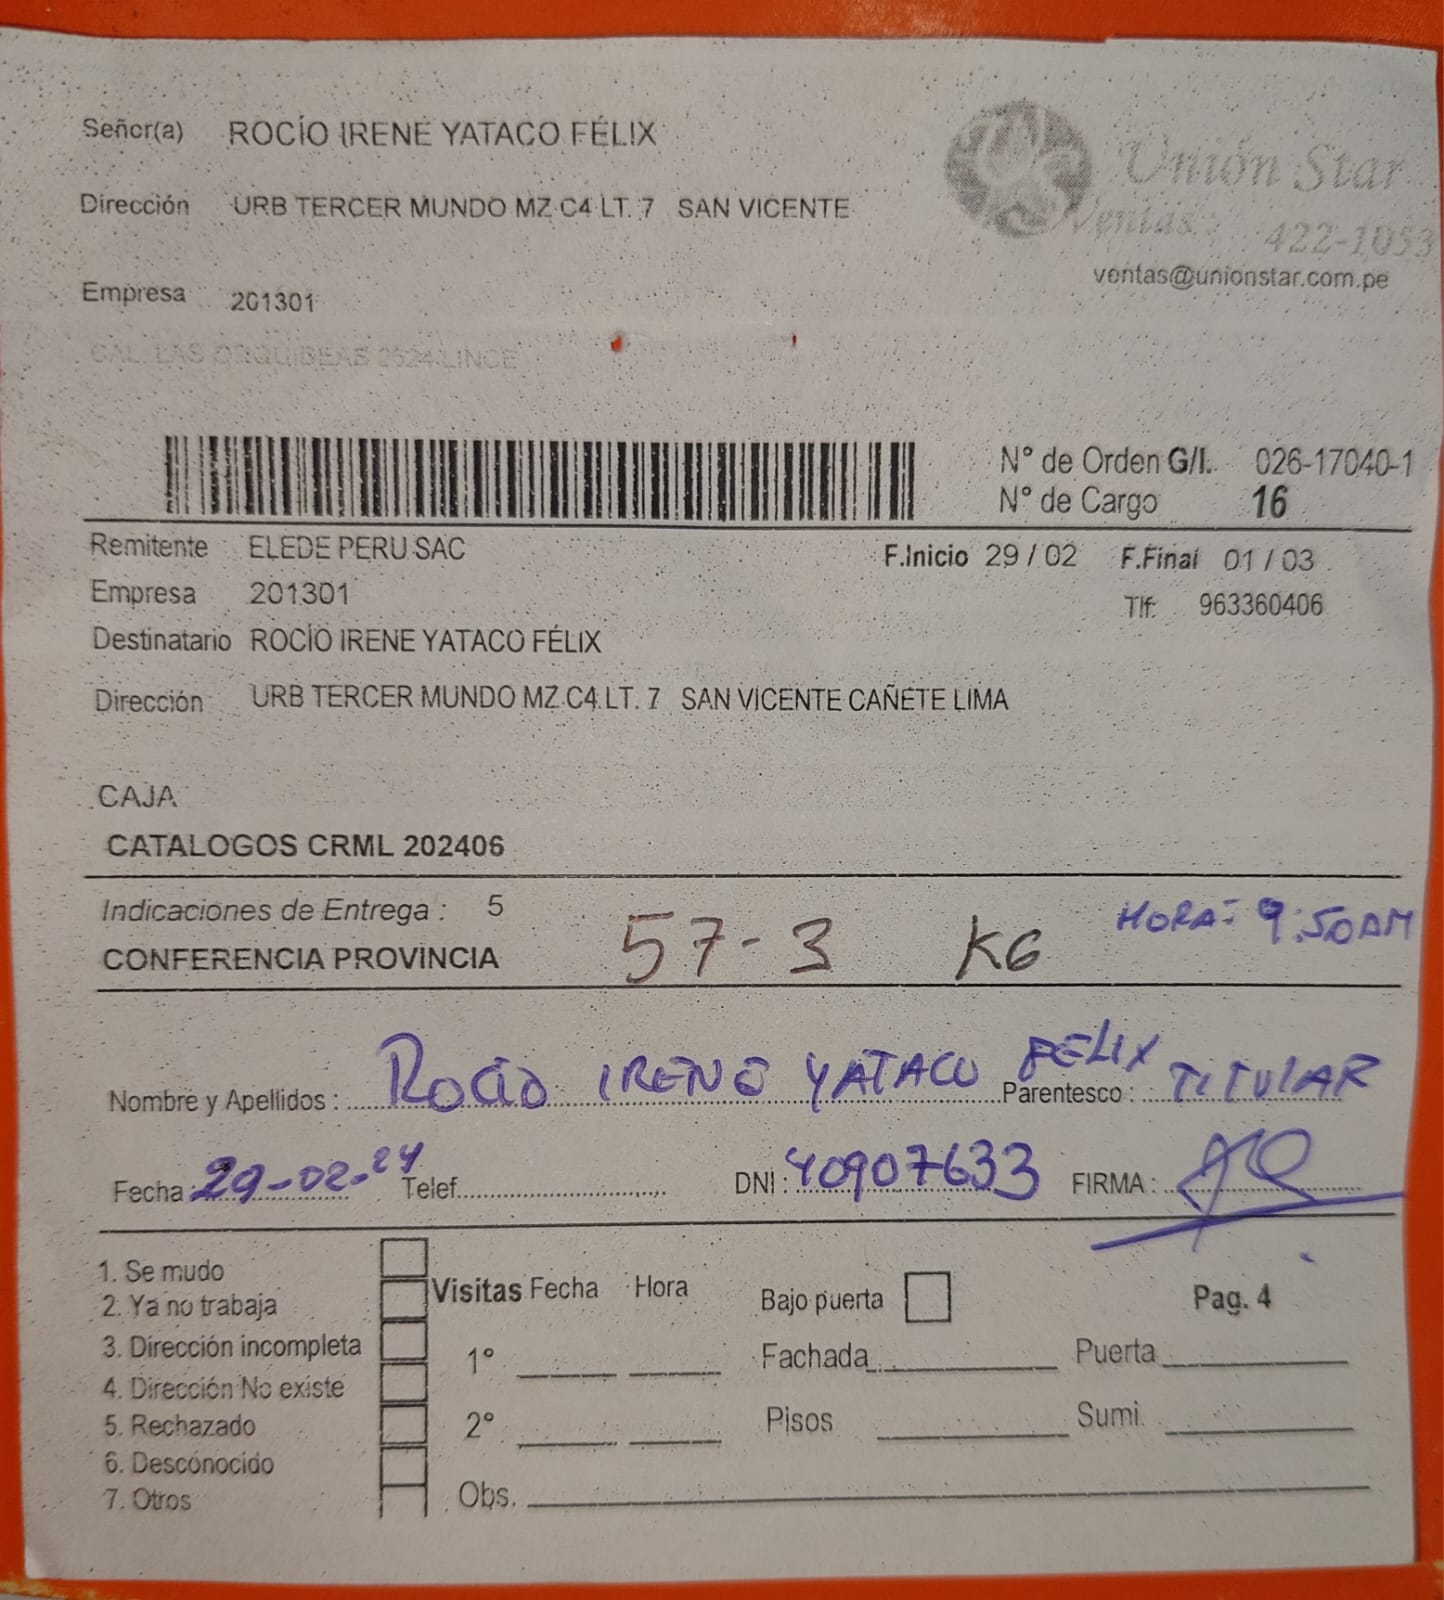 Señor(a) ROCÍO IRENE YATACO FÉLIX
Unión Star
Dirección URB TERCER MUNDO MZ.C4.LT. 7 SAN VICENTE
Ventas: 422-1053
ventas@unionstar.com.pe
Empresa 201301
CAL. LAS ORQUIDEAS 2624 LINCE
N° de Orden G/I. 026-17040-1
N° de Cargo 16
Remitente ELEDE PERU SAC F.Inicio 29 / 02 F.Final 01 / 03
Empresa 201301 Tlf: 963360406
Destinatario ROCÍO IRENE YATACO FÉLIX
Dirección URB TERCER MUNDO MZ.C4.LT. 7 SAN VICENTE CAÑETE LIMA
CAJA
CATALOGOS CRML 202406
Indicaciones de Entrega : 5
HORA: 9:50AM
CONFERENCIA PROVINCIA 57-3 KG
Nombre y Apellidos : ROCIO IRENE YATACO FELIX Parentesco : TITULAR
Fecha : 29-02-24 Telef. DNI : 40907633 FIRMA :
1. Se mudo
2. Ya no trabaja
3. Dirección incompleta
4. Dirección No existe
5. Rechazado
6. Desconocido
7. Otros
Visitas Fecha Hora Bajo puerta Pag. 4
1° Fachada Puerta
2° Pisos Sumi.
Obs.